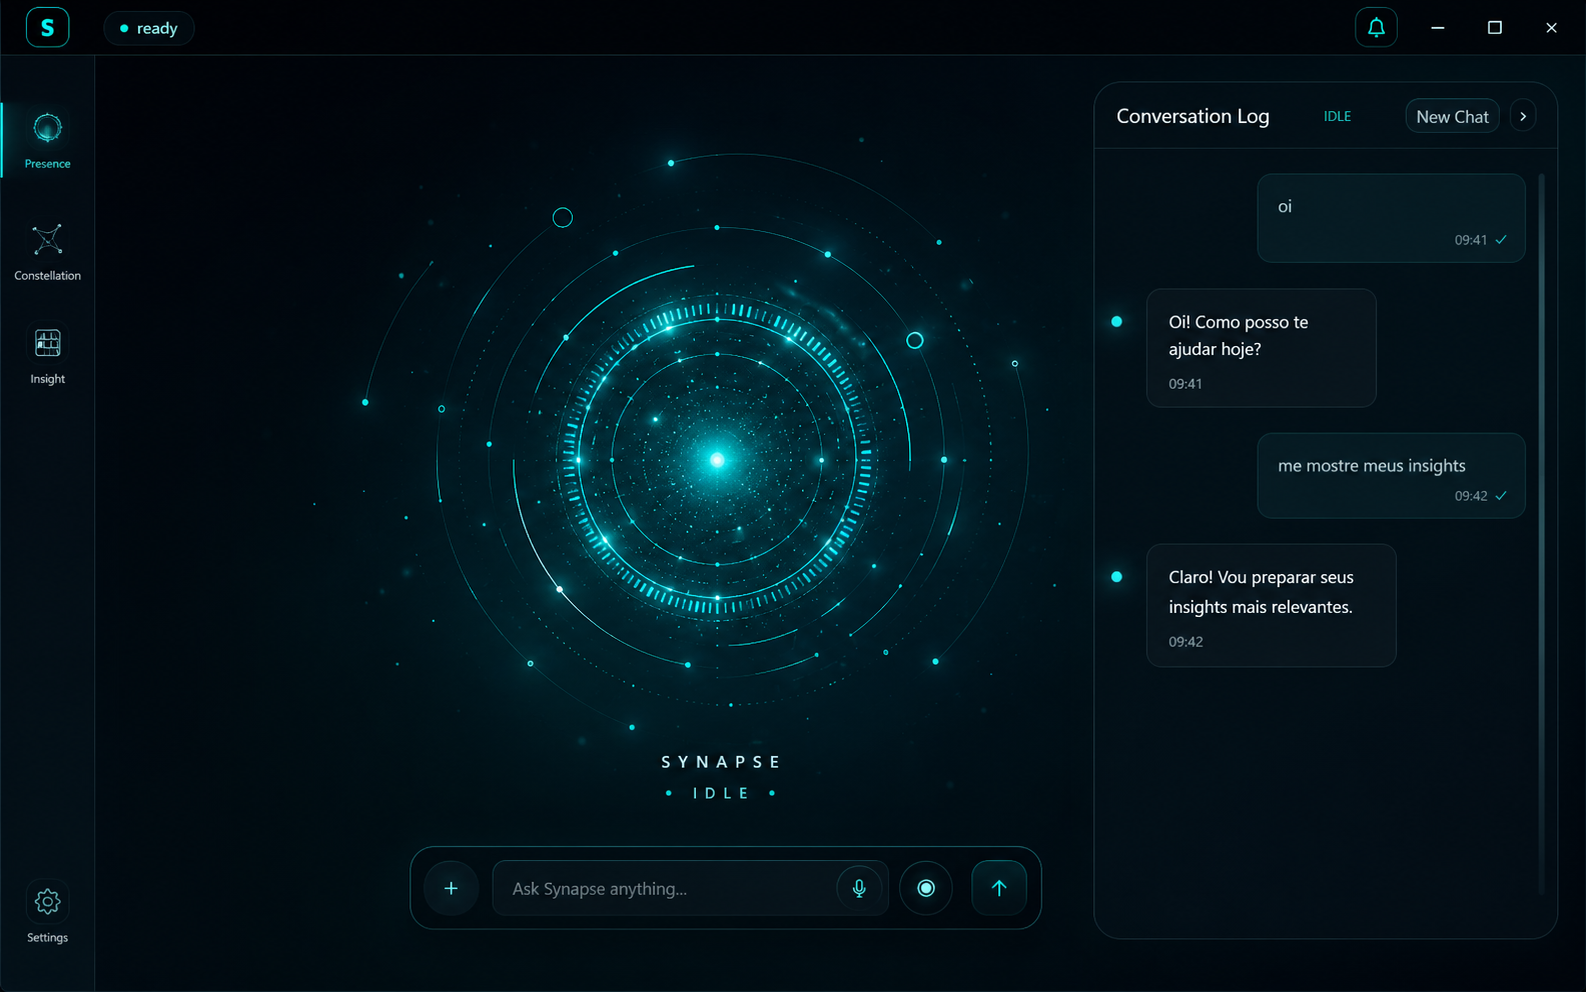 S
ready
Presence
Constellation
Insight
Settings
SYNAPSE
• IDLE •
Ask Synapse anything...
Conversation Log
IDLE
New Chat
oi
09:41 ✓
Oi! Como posso te
ajudar hoje?
09:41
me mostre meus insights
09:42 ✓
Claro! Vou preparar seus
insights mais relevantes.
09:42